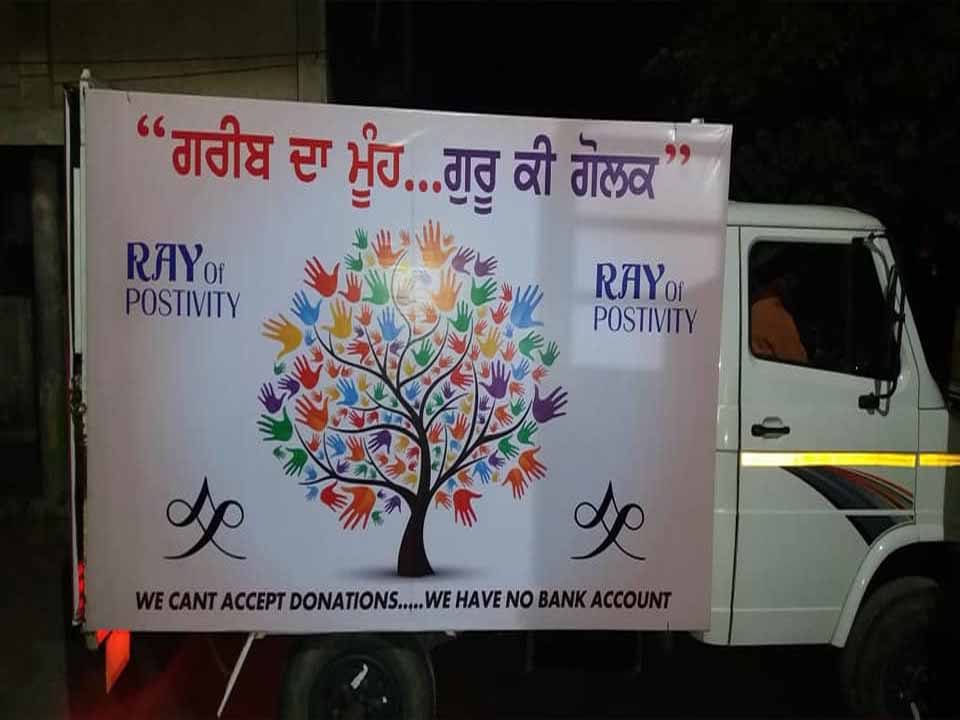 “ਗਰੀਬ ਦਾ ਮੂੰਹ...ਗੁਰੂ ਕੀ ਗੋਲਕ”
RAY Of
POSTIVITY
RAY Of
POSTIVITY
WE CANT ACCEPT DONATIONS.....WE HAVE NO BANK ACCOUNT